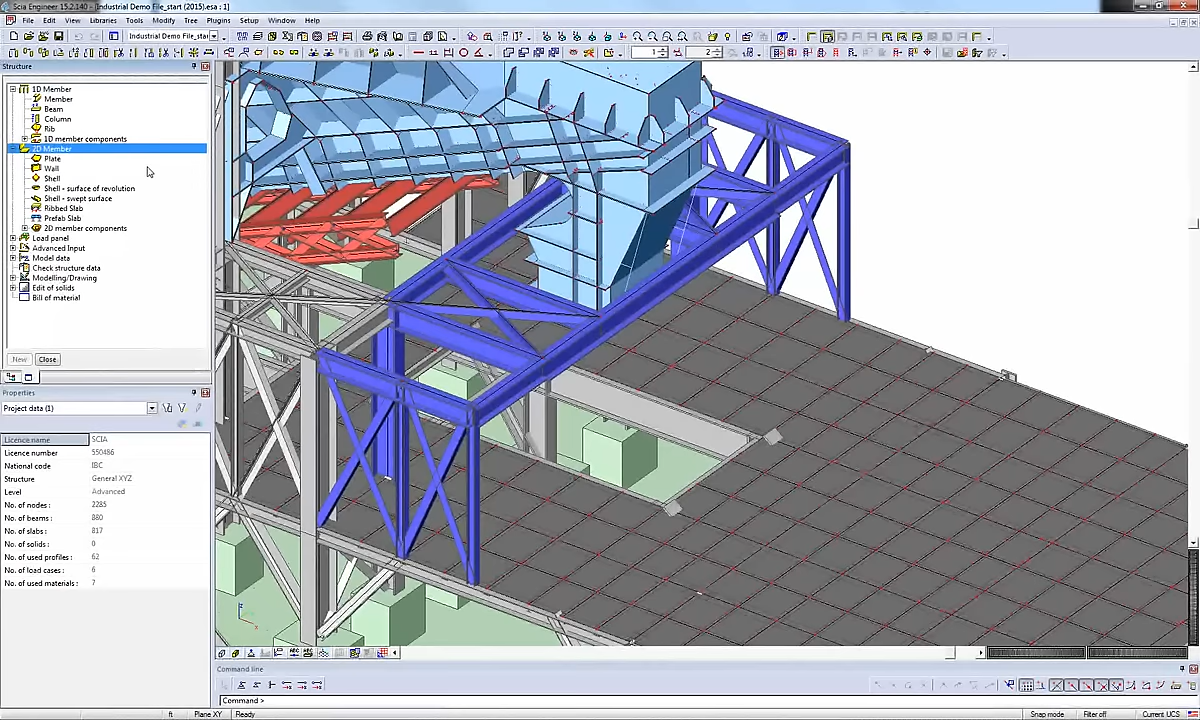 Scia Engineer 15.2.140 - [Industrial Demo File_start (2015).esa : 1]
File Edit View Libraries Tools Modify Tree Plugins Setup Window Help
Industrial Demo File_star
1 2
Structure
1D Member
Member
Beam
Column
Rib
1D member components
2D Member
Plate
Wall
Shell
Shell - surface of revolution
Shell - swept surface
Ribbed Slab
Prefab Slab
2D member components
Load panel
Advanced Input
Model data
Check structure data
Modelling/Drawing
Edit of solids
Bill of material
New Close
Properties
Project data (1)
Licence name SCIA
Licence number 550486
National code IBC
Structure General XYZ
Level Advanced
No. of nodes : 2285
No. of beams : 880
No. of slabs : 817
No. of solids : 0
No. of used profiles : 62
No. of load cases : 6
No. of used materials : 7
Command line
Command >
ft Plane XY Ready Snap mode Filter off Current UCS